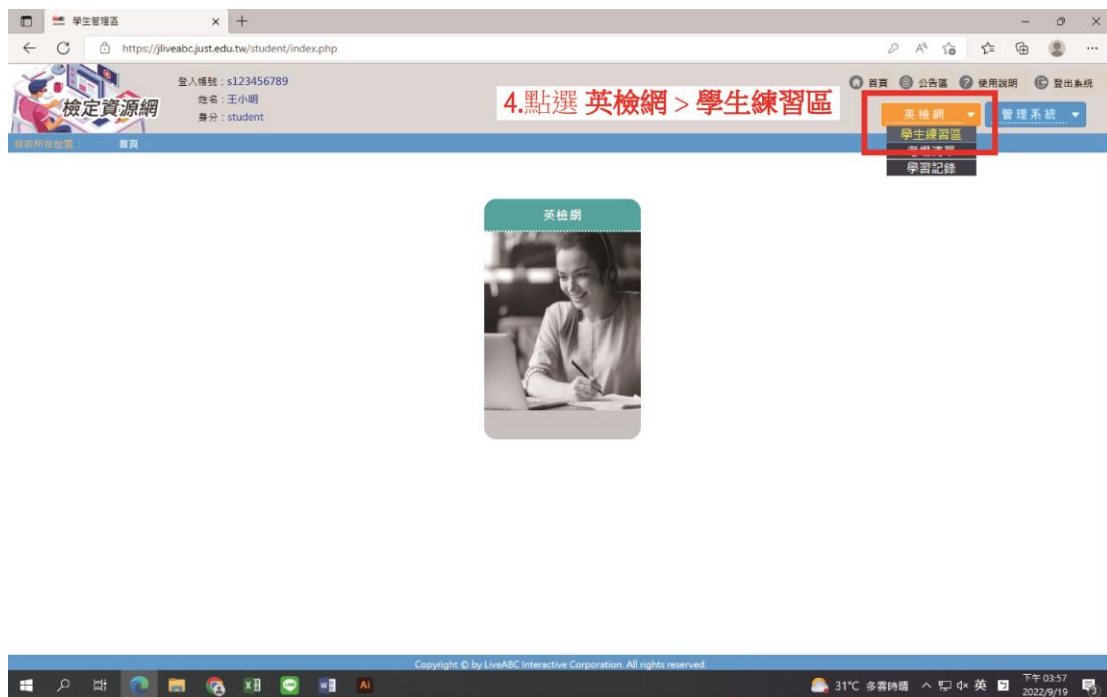 學生管理區
https://jliveabc.just.edu.tw/student/index.php
檢定資源網
登入帳號：s123456789
姓名：王小明
身分：student
4.點選 英檢網 > 學生練習區
首頁 公告區 使用說明 登出系統
英檢網 管理系統
學生練習區
學習記錄
目前所在位置： 首頁
英檢網
Copyright © by LiveABC Interactive Corporation. All rights reserved.
31°C 多雲時晴 英 下午 03:57
2022/9/19